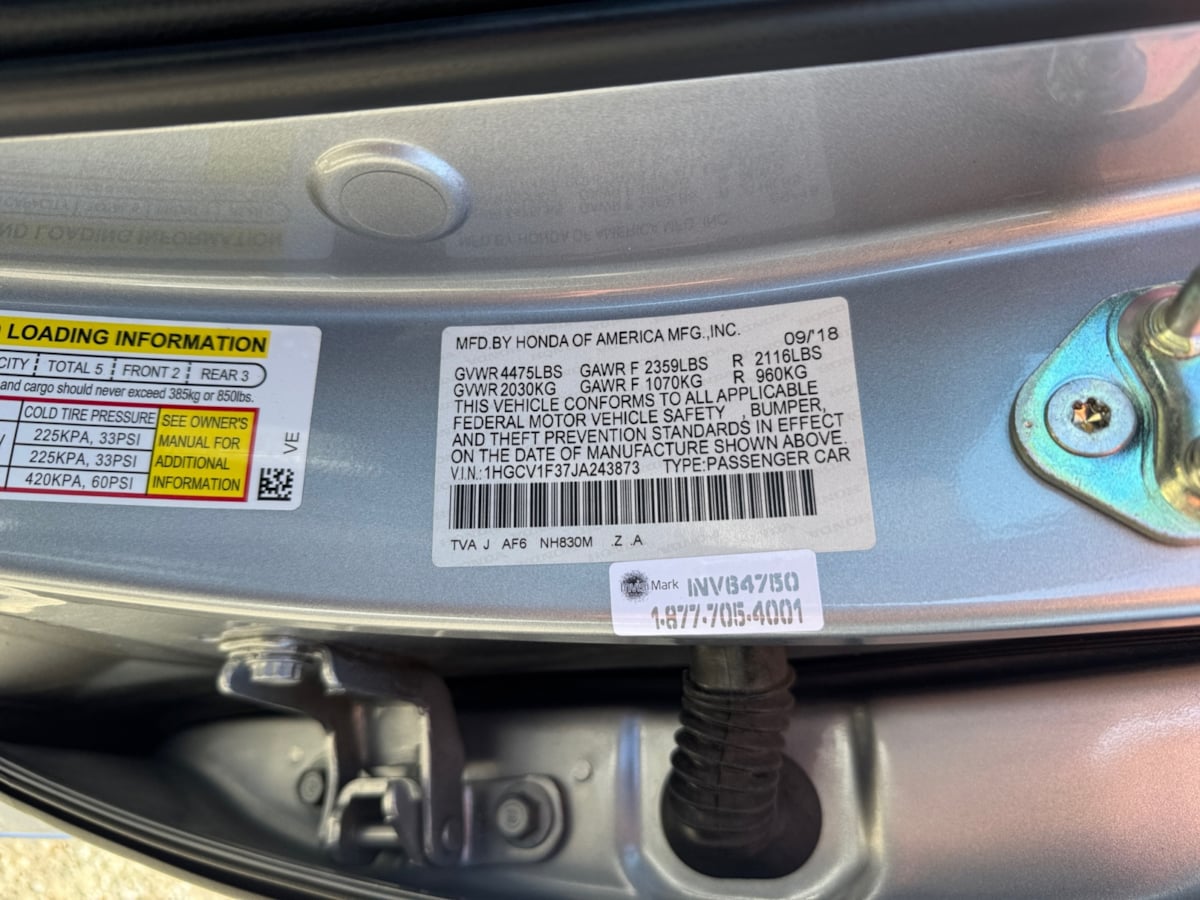 LOADING INFORMATION
CITY TOTAL 5 FRONT 2 REAR 3
and cargo should never exceed 385kg or 850lbs.
COLD TIRE PRESSURE
225KPA, 33PSI
225KPA, 33PSI
420KPA, 60PSI
SEE OWNER'S
MANUAL FOR
ADDITIONAL
INFORMATION
VE
MFD.BY HONDA OF AMERICA MFG.,INC. 09/'18
GVWR 4475LBS GAWR F 2359LBS R 2116LBS
GVWR 2030KG GAWR F 1070KG R 960KG
THIS VEHICLE CONFORMS TO ALL APPLICABLE
FEDERAL MOTOR VEHICLE SAFETY , BUMPER,
AND THEFT PREVENTION STANDARDS IN EFFECT
ON THE DATE OF MANUFACTURE SHOWN ABOVE.
V.I.N.:1HGCV1F37JA243873 TYPE:PASSENGER CAR
TVA J AF6 NH830M .Z .A
Mark INV64750
1-877-705-4001